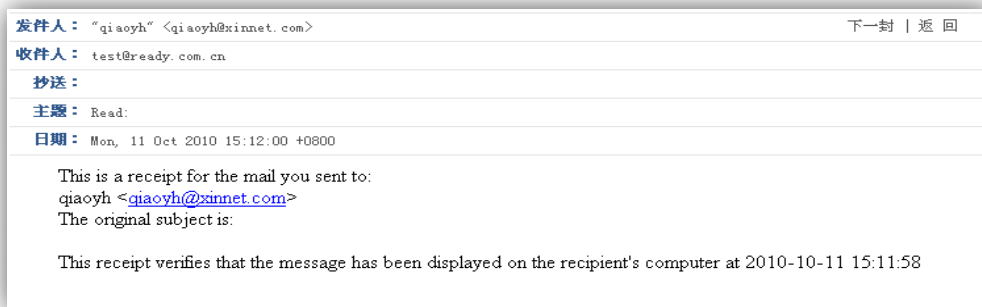 发件人： "qiaoyh" <qiaoyh@xinnet.com> 下一封 | 返 回
收件人： test@ready.com.cn
抄送：
主题： Read:
日期： Mon, 11 Oct 2010 15:12:00 +0800
This is a receipt for the mail you sent to:
qiaoyh <qiaoyh@xinnet.com>
The original subject is:
This receipt verifies that the message has been displayed on the recipient's computer at 2010-10-11 15:11:58